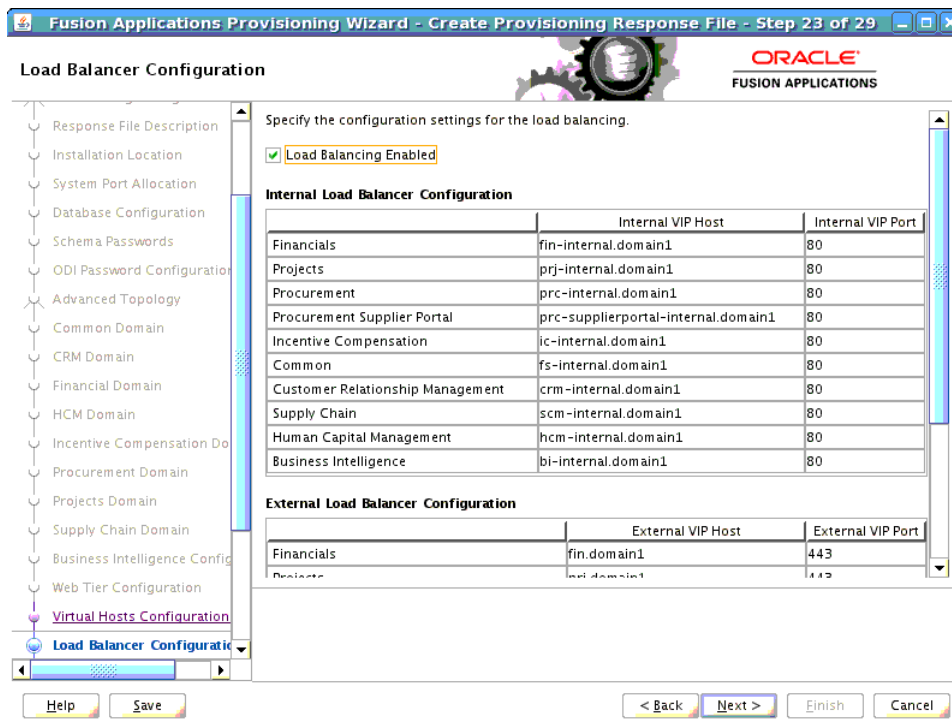 Fusion Applications Provisioning Wizard - Create Provisioning Response File - Step 23 of 29
Load Balancer Configuration
ORACLE
FUSION APPLICATIONS
Response File Description
Installation Location
System Port Allocation
Database Configuration
Schema Passwords
ODI Password Configuration
Advanced Topology
Common Domain
CRM Domain
Financial Domain
HCM Domain
Incentive Compensation Do
Procurement Domain
Projects Domain
Supply Chain Domain
Business Intelligence Config
Web Tier Configuration
Virtual Hosts Configuration
Load Balancer Configuratio
Specify the configuration settings for the load balancing.
Load Balancing Enabled
Internal Load Balancer Configuration
Internal VIP Host Internal VIP Port
Financials fin-internal.domain1 80
Projects prj-internal.domain1 80
Procurement prc-internal.domain1 80
Procurement Supplier Portal prc-supplierportal-internal.domain1 80
Incentive Compensation ic-internal.domain1 80
Common fs-internal.domain1 80
Customer Relationship Management crm-internal.domain1 80
Supply Chain scm-internal.domain1 80
Human Capital Management hcm-internal.domain1 80
Business Intelligence bi-internal.domain1 80
External Load Balancer Configuration
External VIP Host External VIP Port
Financials fin.domain1 443
Projects prj.domain1 443
Help Save < Back Next > Finish Cancel